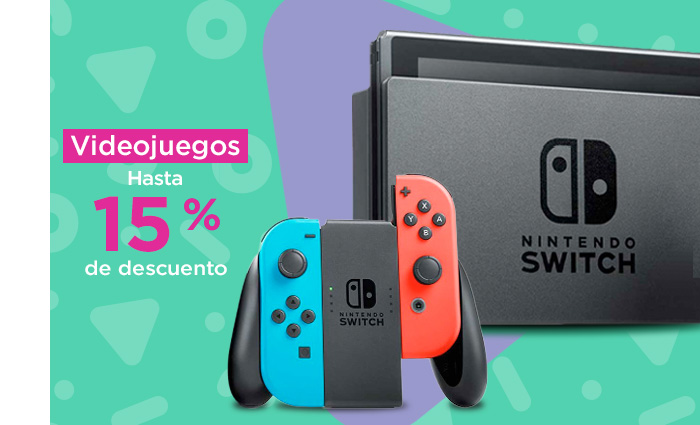 Videojuegos
Hasta
15 %
de descuento
X
Y A
B
NINTENDO
SWITCH
NINTENDO
SWITCH